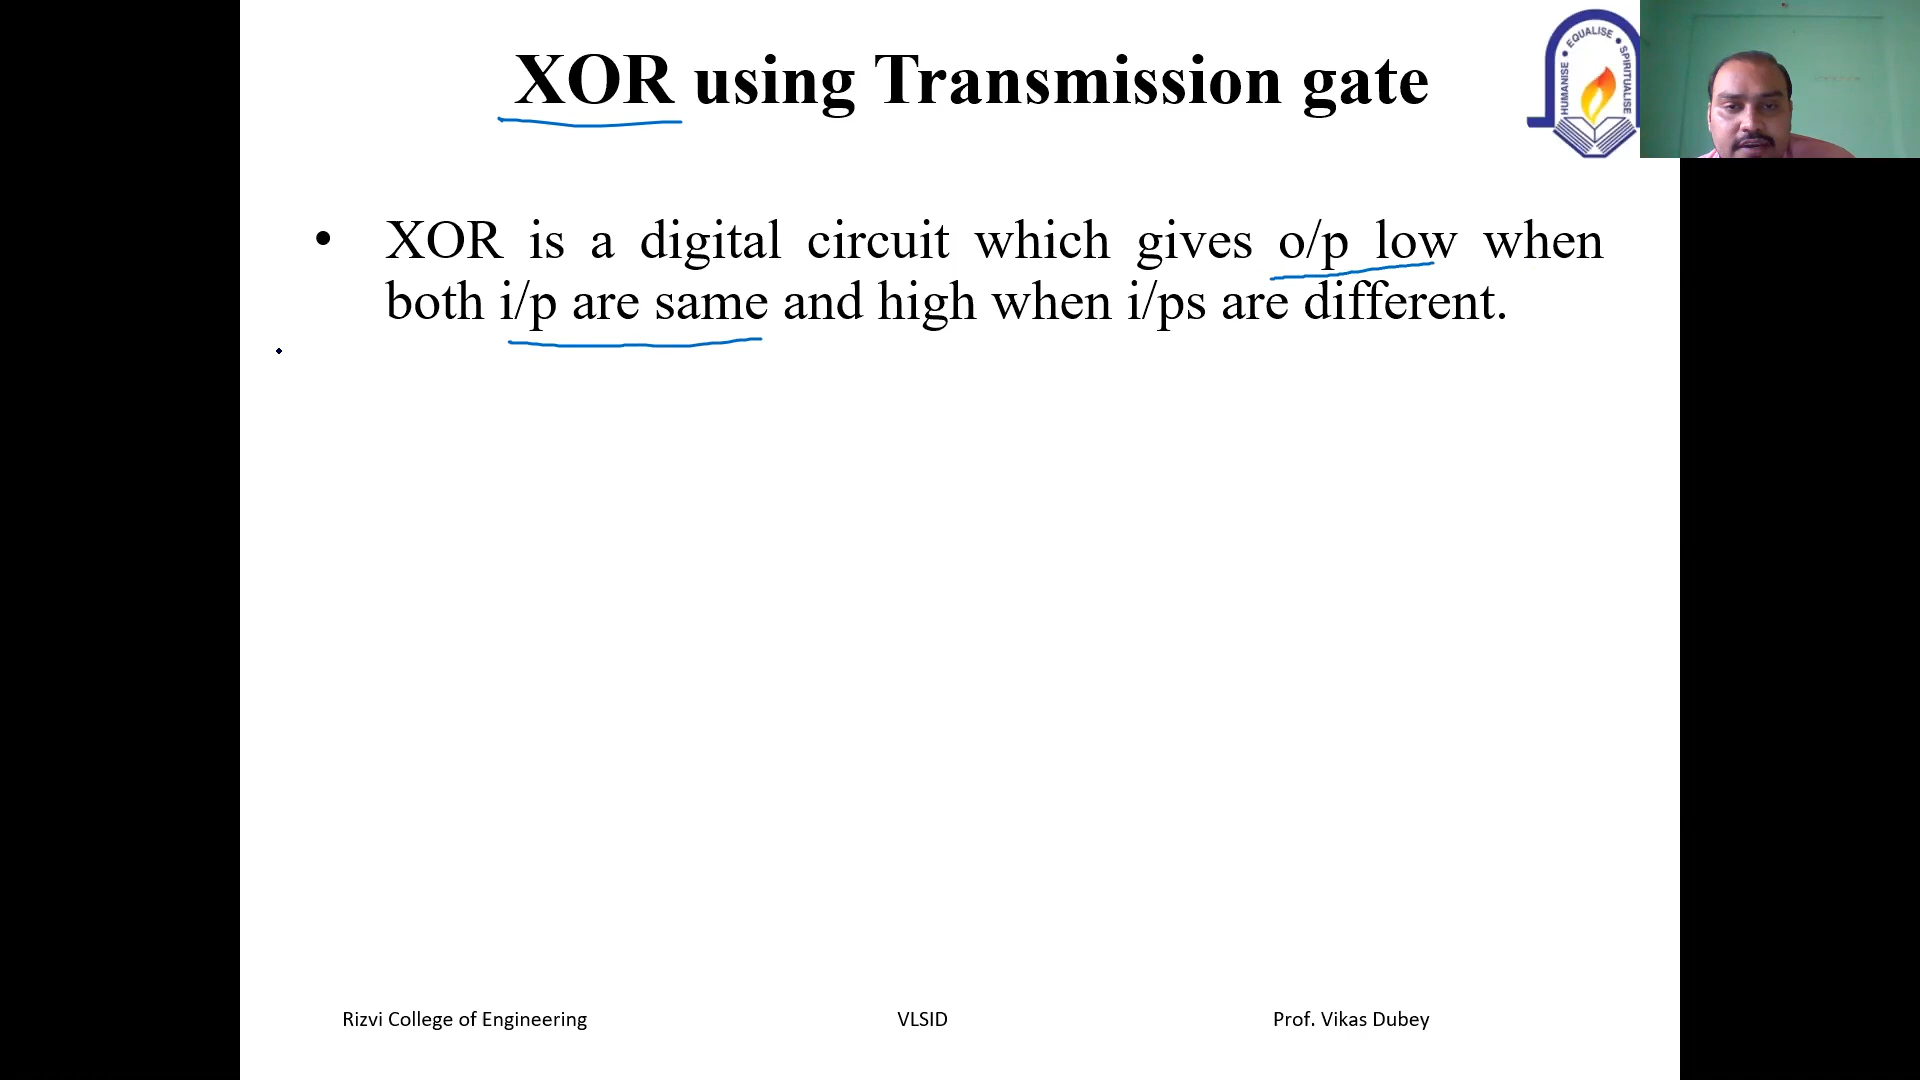 XOR using Transmission gate
HUMANISE • EQUALISE • SPIRITUALISE
• XOR is a digital circuit which gives o/p low when
both i/p are same and high when i/ps are different.
Rizvi College of Engineering VLSID Prof. Vikas Dubey